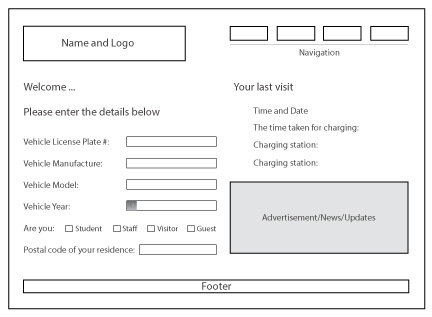 Name and Logo
Navigation
Welcome ...
Please enter the details below
Vehicle License Plate #:
Vehicle Manufacture:
Vehicle Model:
Vehicle Year:
Are you: Student Staff Visitor Guest
Postal code of your residence:
Your last visit
Time and Date
The time taken for charging:
Charging station:
Charging station:
Advertisement/News/Updates
Footer